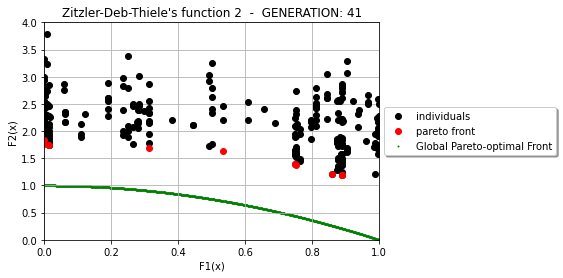 Zitzler-Deb-Thiele's function 2 - GENERATION: 41
4.0
3.5
3.0
2.5
2.0
1.5
1.0
0.5
0.0
F2(x)
0.0 0.2 0.4 0.6 0.8 1.0
F1(x)
individuals
pareto front
Global Pareto-optimal Front